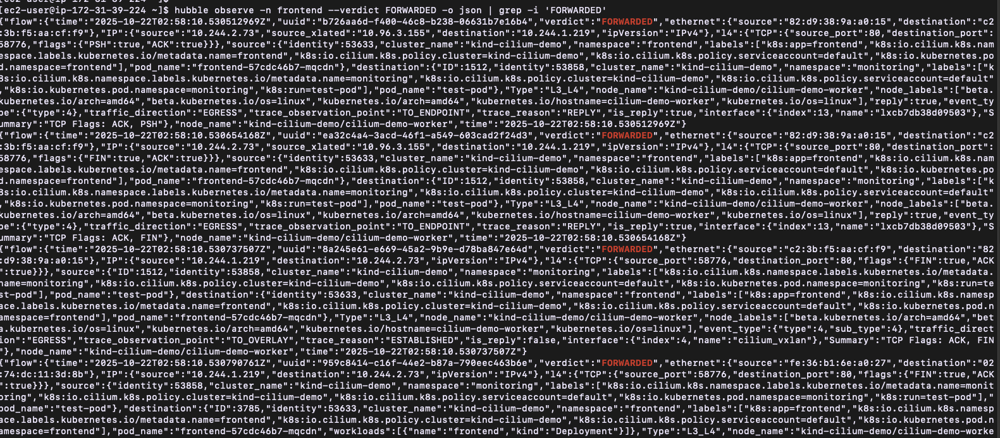 [ec2-user@ip-172-31-39-224 ~]$
[ec2-user@ip-172-31-39-224 ~]$ hubble observe -n frontend --verdict FORWARDED -o json | grep -i 'FORWARDED'
{"flow":{"time":"2025-10-22T02:58:10.530512969Z","uuid":"b726aa6d-f400-46c8-b238-06631b7e16b4","verdict":"FORWARDED","ethernet":{"source":"82:d9:38:9a:a0:15","destination":"c2
:3b:f5:aa:cf:f9"},"IP":{"source":"10.244.2.73","source_xlated":"10.96.3.155","destination":"10.244.1.219","ipVersion":"IPv4"},"l4":{"TCP":{"source_port":80,"destination_port":
58776,"flags":{"PSH":true,"ACK":true}}},"source":{"identity":53633,"cluster_name":"kind-cilium-demo","namespace":"frontend","labels":["k8s:app=frontend","k8s:io.cilium.k8s.nam
espace.labels.kubernetes.io/metadata.name=frontend","k8s:io.cilium.k8s.policy.cluster=kind-cilium-demo","k8s:io.cilium.k8s.policy.serviceaccount=default","k8s:io.kubernetes.po
d.namespace=frontend"],"pod_name":"frontend-57cdc46b7-mqcdn"},"destination":{"ID":1512,"identity":53858,"cluster_name":"kind-cilium-demo","namespace":"monitoring","labels":["k
8s:io.cilium.k8s.namespace.labels.kubernetes.io/metadata.name=monitoring","k8s:io.cilium.k8s.policy.cluster=kind-cilium-demo","k8s:io.cilium.k8s.policy.serviceaccount=default"
,"k8s:io.kubernetes.pod.namespace=monitoring","k8s:run=test-pod"],"pod_name":"test-pod"},"Type":"L3_L4","node_name":"kind-cilium-demo/cilium-demo-worker","node_labels":["beta.
kubernetes.io/arch=amd64","beta.kubernetes.io/os=linux","kubernetes.io/arch=amd64","kubernetes.io/hostname=cilium-demo-worker","kubernetes.io/os=linux"],"reply":true,"event_ty
pe":{"type":4},"traffic_direction":"EGRESS","trace_observation_point":"TO_ENDPOINT","trace_reason":"REPLY","is_reply":true,"interface":{"index":13,"name":"lxcb7db38d09503"},"S
ummary":"TCP Flags: ACK, PSH"},"node_name":"kind-cilium-demo/cilium-demo-worker","time":"2025-10-22T02:58:10.530512969Z"}
{"flow":{"time":"2025-10-22T02:58:10.530654168Z","uuid":"ea32c4a4-3acd-46f1-a549-603cad2f24d3","verdict":"FORWARDED","ethernet":{"source":"82:d9:38:9a:a0:15","destination":"c2
:3b:f5:aa:cf:f9"},"IP":{"source":"10.244.2.73","source_xlated":"10.96.3.155","destination":"10.244.1.219","ipVersion":"IPv4"},"l4":{"TCP":{"source_port":80,"destination_port":
58776,"flags":{"FIN":true,"ACK":true}}},"source":{"identity":53633,"cluster_name":"kind-cilium-demo","namespace":"frontend","labels":["k8s:app=frontend","k8s:io.cilium.k8s.nam
espace.labels.kubernetes.io/metadata.name=frontend","k8s:io.cilium.k8s.policy.cluster=kind-cilium-demo","k8s:io.cilium.k8s.policy.serviceaccount=default","k8s:io.kubernetes.po
d.namespace=frontend"],"pod_name":"frontend-57cdc46b7-mqcdn"},"destination":{"ID":1512,"identity":53858,"cluster_name":"kind-cilium-demo","namespace":"monitoring","labels":["k
8s:io.cilium.k8s.namespace.labels.kubernetes.io/metadata.name=monitoring","k8s:io.cilium.k8s.policy.cluster=kind-cilium-demo","k8s:io.cilium.k8s.policy.serviceaccount=default"
,"k8s:io.kubernetes.pod.namespace=monitoring","k8s:run=test-pod"],"pod_name":"test-pod"},"Type":"L3_L4","node_name":"kind-cilium-demo/cilium-demo-worker","node_labels":["beta.
kubernetes.io/arch=amd64","beta.kubernetes.io/os=linux","kubernetes.io/arch=amd64","kubernetes.io/hostname=cilium-demo-worker","kubernetes.io/os=linux"],"reply":true,"event_ty
pe":{"type":4},"traffic_direction":"EGRESS","trace_observation_point":"TO_ENDPOINT","trace_reason":"REPLY","is_reply":true,"interface":{"index":13,"name":"lxcb7db38d09503"},"S
ummary":"TCP Flags: ACK, FIN"},"node_name":"kind-cilium-demo/cilium-demo-worker","time":"2025-10-22T02:58:10.530654168Z"}
{"flow":{"time":"2025-10-22T02:58:10.530737507Z","uuid":"8a245e61-e669-45a2-9b9e-d78ba847e64d","verdict":"FORWARDED","ethernet":{"source":"c2:3b:f5:aa:cf:f9","destination":"82
:d9:38:9a:a0:15"},"IP":{"source":"10.244.1.219","destination":"10.244.2.73","ipVersion":"IPv4"},"l4":{"TCP":{"source_port":58776,"destination_port":80,"flags":{"FIN":true,"ACK
":true}}},"source":{"ID":1512,"identity":53858,"cluster_name":"kind-cilium-demo","namespace":"monitoring","labels":["k8s:io.cilium.k8s.namespace.labels.kubernetes.io/metadata.
name=monitoring","k8s:io.cilium.k8s.policy.cluster=kind-cilium-demo","k8s:io.cilium.k8s.policy.serviceaccount=default","k8s:io.kubernetes.pod.namespace=monitoring","k8s:run=te
st-pod"],"pod_name":"test-pod"},"destination":{"identity":53633,"cluster_name":"kind-cilium-demo","namespace":"frontend","labels":["k8s:app=frontend","k8s:io.cilium.k8s.namesp
ace.labels.kubernetes.io/metadata.name=frontend","k8s:io.cilium.k8s.policy.cluster=kind-cilium-demo","k8s:io.cilium.k8s.policy.serviceaccount=default","k8s:io.kubernetes.pod.n
amespace=frontend"],"pod_name":"frontend-57cdc46b7-mqcdn"},"Type":"L3_L4","node_name":"kind-cilium-demo/cilium-demo-worker","node_labels":["beta.kubernetes.io/arch=amd64","bet
a.kubernetes.io/os=linux","kubernetes.io/arch=amd64","kubernetes.io/hostname=cilium-demo-worker","kubernetes.io/os=linux"],"event_type":{"type":4,"sub_type":4},"traffic_direct
ion":"EGRESS","trace_observation_point":"TO_OVERLAY","trace_reason":"ESTABLISHED","is_reply":false,"interface":{"index":4,"name":"cilium_vxlan"},"Summary":"TCP Flags: ACK, FIN
"},"node_name":"kind-cilium-demo/cilium-demo-worker","time":"2025-10-22T02:58:10.530737507Z"}
{"flow":{"time":"2025-10-22T02:58:10.530790761Z","uuid":"959c8414-c16f-44e2-b87a-790eec463b6e","verdict":"FORWARDED","ethernet":{"source":"fe:36:b1:6e:a0:27","destination":"02
:74:dc:11:3d:8b"},"IP":{"source":"10.244.1.219","destination":"10.244.2.73","ipVersion":"IPv4"},"l4":{"TCP":{"source_port":58776,"destination_port":80,"flags":{"FIN":true,"ACK
":true}}},"source":{"identity":53858,"cluster_name":"kind-cilium-demo","namespace":"monitoring","labels":["k8s:io.cilium.k8s.namespace.labels.kubernetes.io/metadata.name=monit
oring","k8s:io.cilium.k8s.policy.cluster=kind-cilium-demo","k8s:io.cilium.k8s.policy.serviceaccount=default","k8s:io.kubernetes.pod.namespace=monitoring","k8s:run=test-pod"],"
pod_name":"test-pod"},"destination":{"ID":3785,"identity":53633,"cluster_name":"kind-cilium-demo","namespace":"frontend","labels":["k8s:app=frontend","k8s:io.cilium.k8s.namesp
ace.labels.kubernetes.io/metadata.name=frontend","k8s:io.cilium.k8s.policy.cluster=kind-cilium-demo","k8s:io.cilium.k8s.policy.serviceaccount=default","k8s:io.kubernetes.pod.n
amespace=frontend"],"pod_name":"frontend-57cdc46b7-mqcdn","workloads":[{"name":"frontend","kind":"Deployment"}]},"Type":"L3_L4","node_name":"kind-cilium-demo/cilium-demo-worke